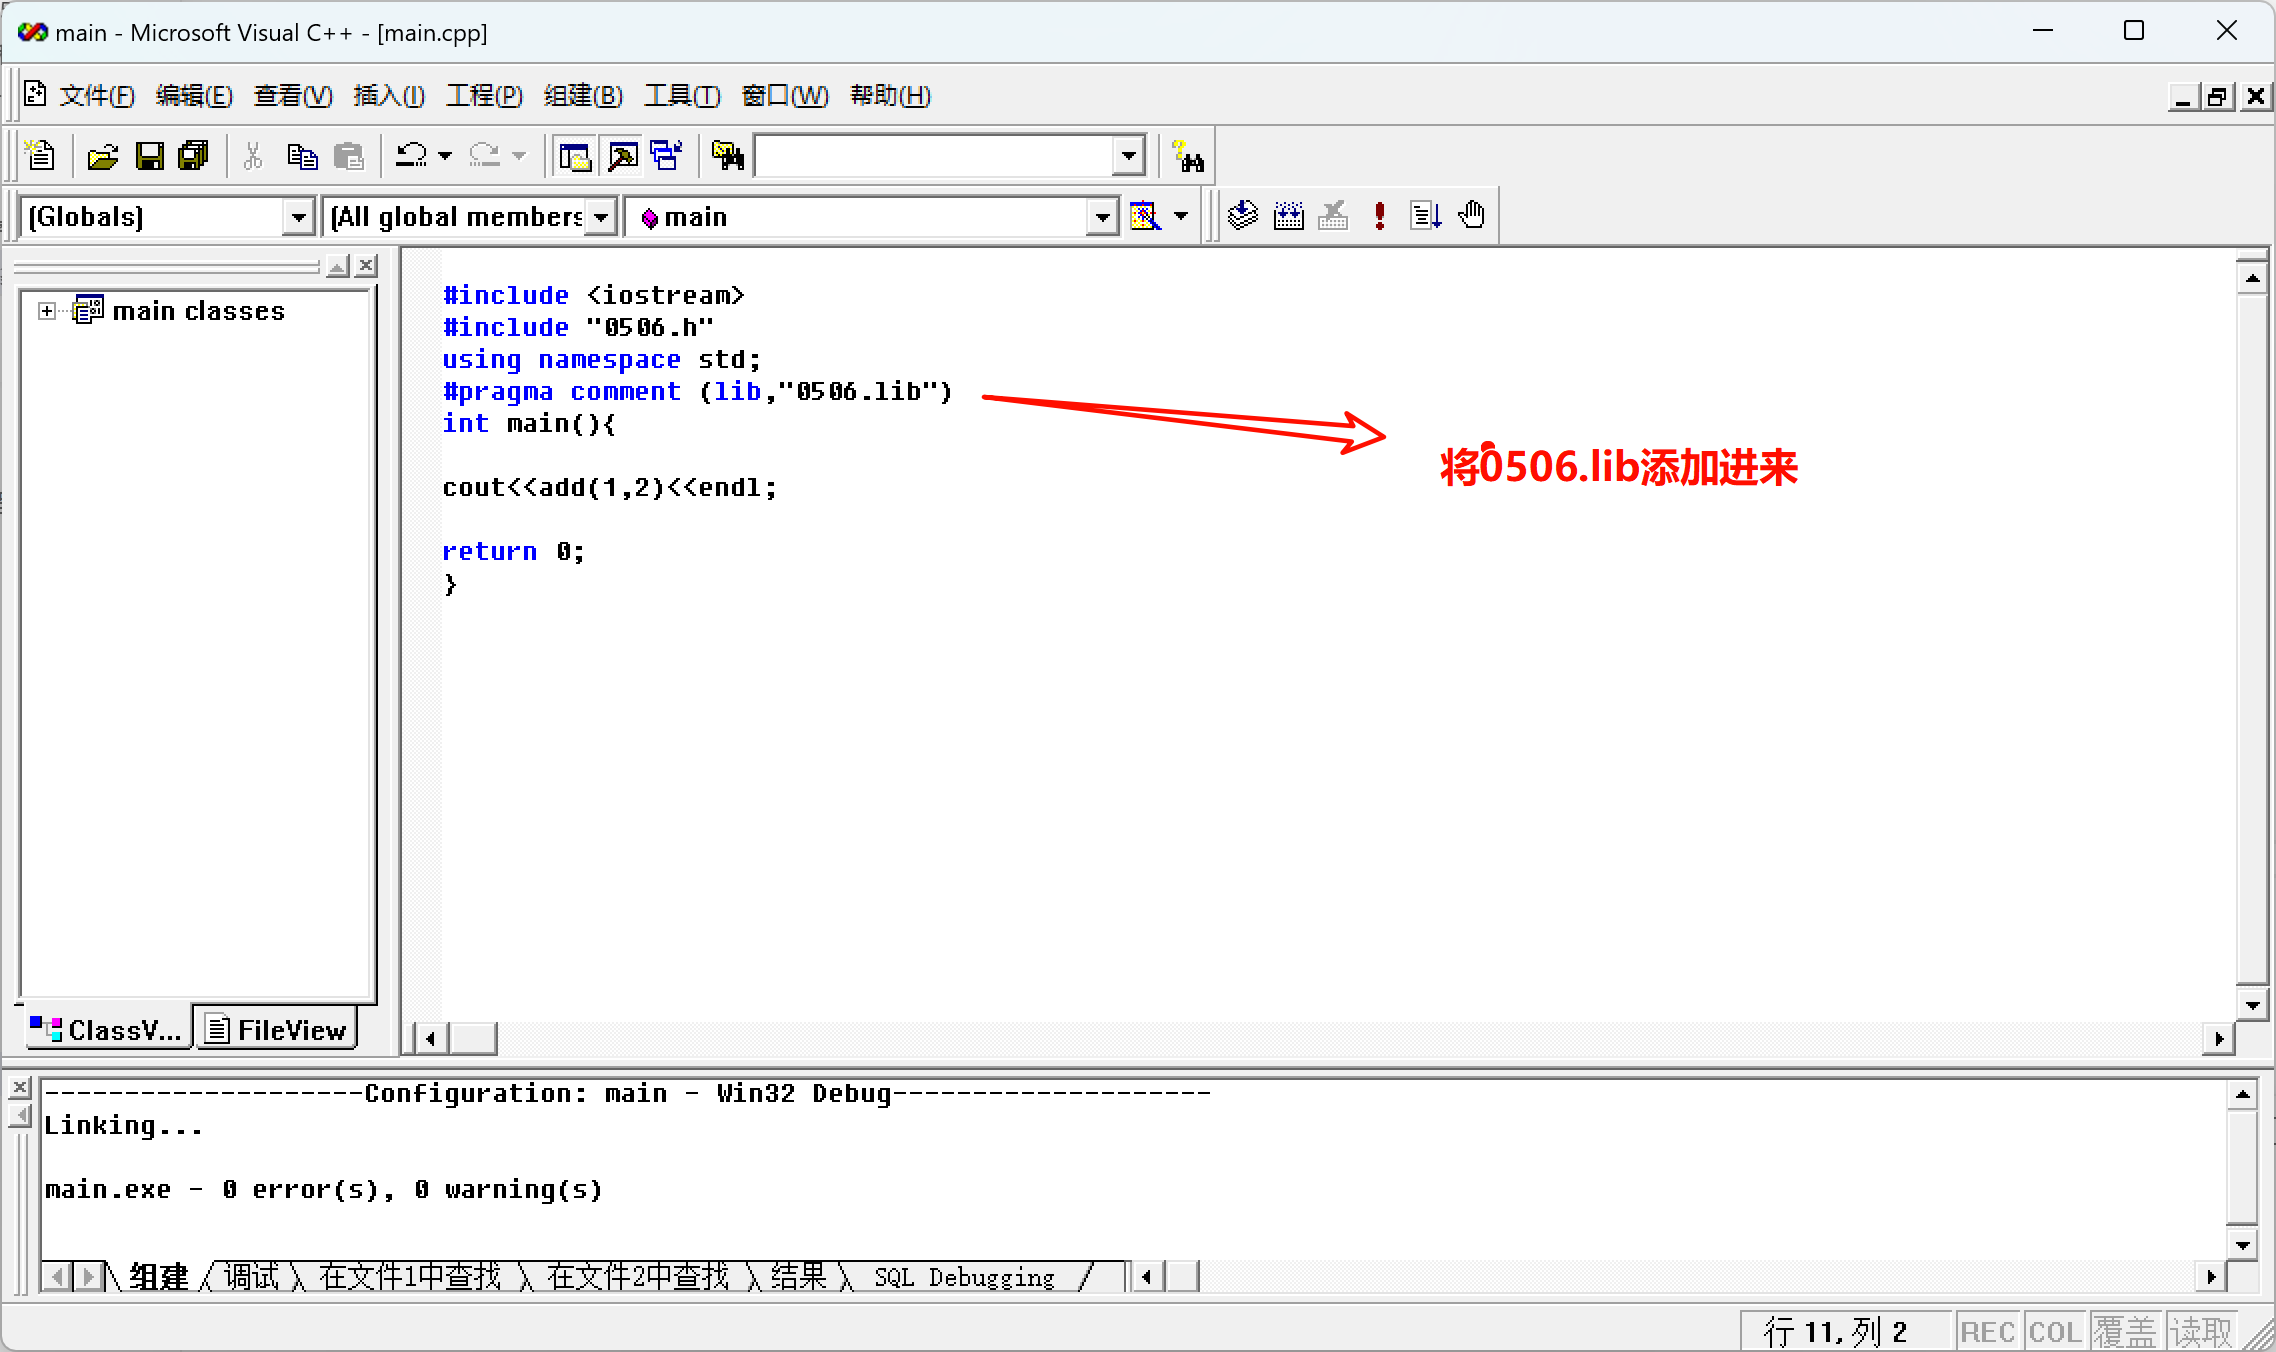 main - Microsoft Visual C++ - [main.cpp]
文件(F) 编辑(E) 查看(V) 插入(I) 工程(P) 组建(B) 工具(T) 窗口(W) 帮助(H)
(Globals) (All global members main
main classes
#include <iostream>
#include "0506.h"
using namespace std;
#pragma comment (lib,"0506.lib")
int main(){
将0506.lib添加进来
cout<<add(1,2)<<endl;
return 0;
}
ClassV... FileView
--------------------Configuration: main - Win32 Debug--------------------
Linking...
main.exe - 0 error(s), 0 warning(s)
组建 调试 在文件1中查找 在文件2中查找 结果 SQL Debugging
行 11, 列 2 REC COL 覆盖 读取